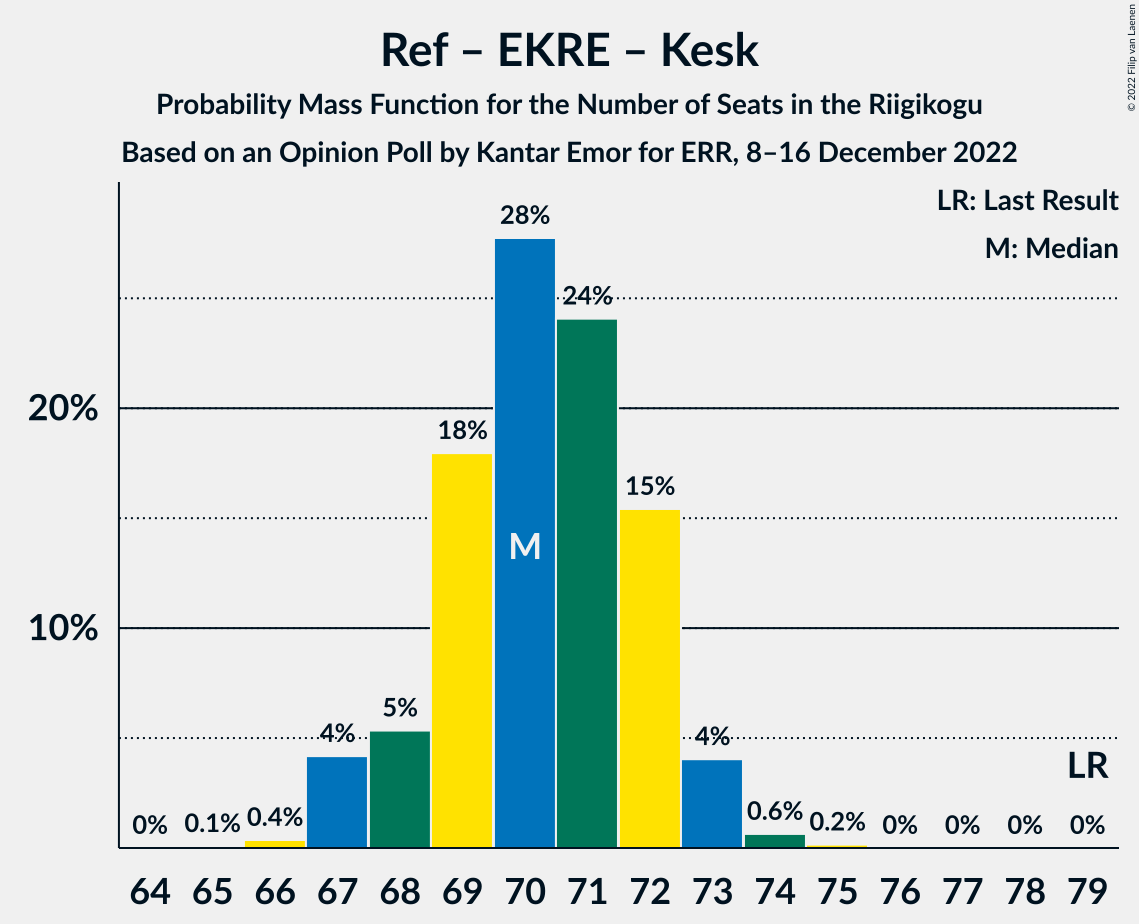 Ref – EKRE – Kesk
Probability Mass Function for the Number of Seats in the Riigikogu
Based on an Opinion Poll by Kantar Emor for ERR, 8–16 December 2022
© 2022 Filip van Laenen
LR: Last Result
M: Median
28%
24%
20%
18%
15%
M
10%
5%
4%
4%
LR
0% 0.1% 0.4% 0.6% 0.2% 0% 0% 0% 0%
64 65 66 67 68 69 70 71 72 73 74 75 76 77 78 79